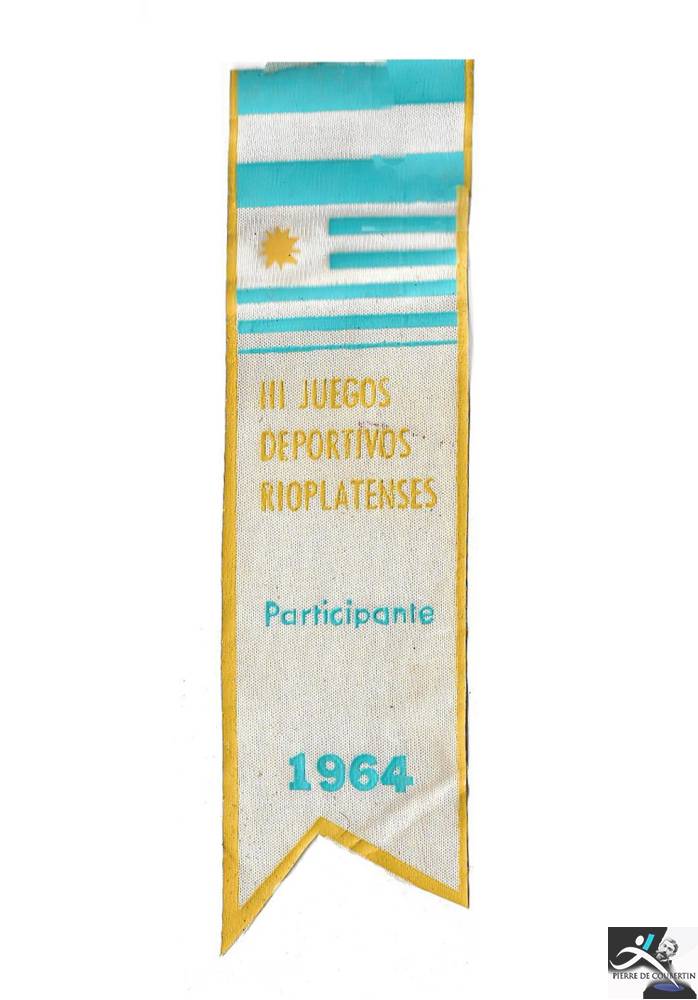 III JUEGOS
DEPORTIVOS
RIOPLATENSES
Participante
1964
PIERRE DE COUBERTIN